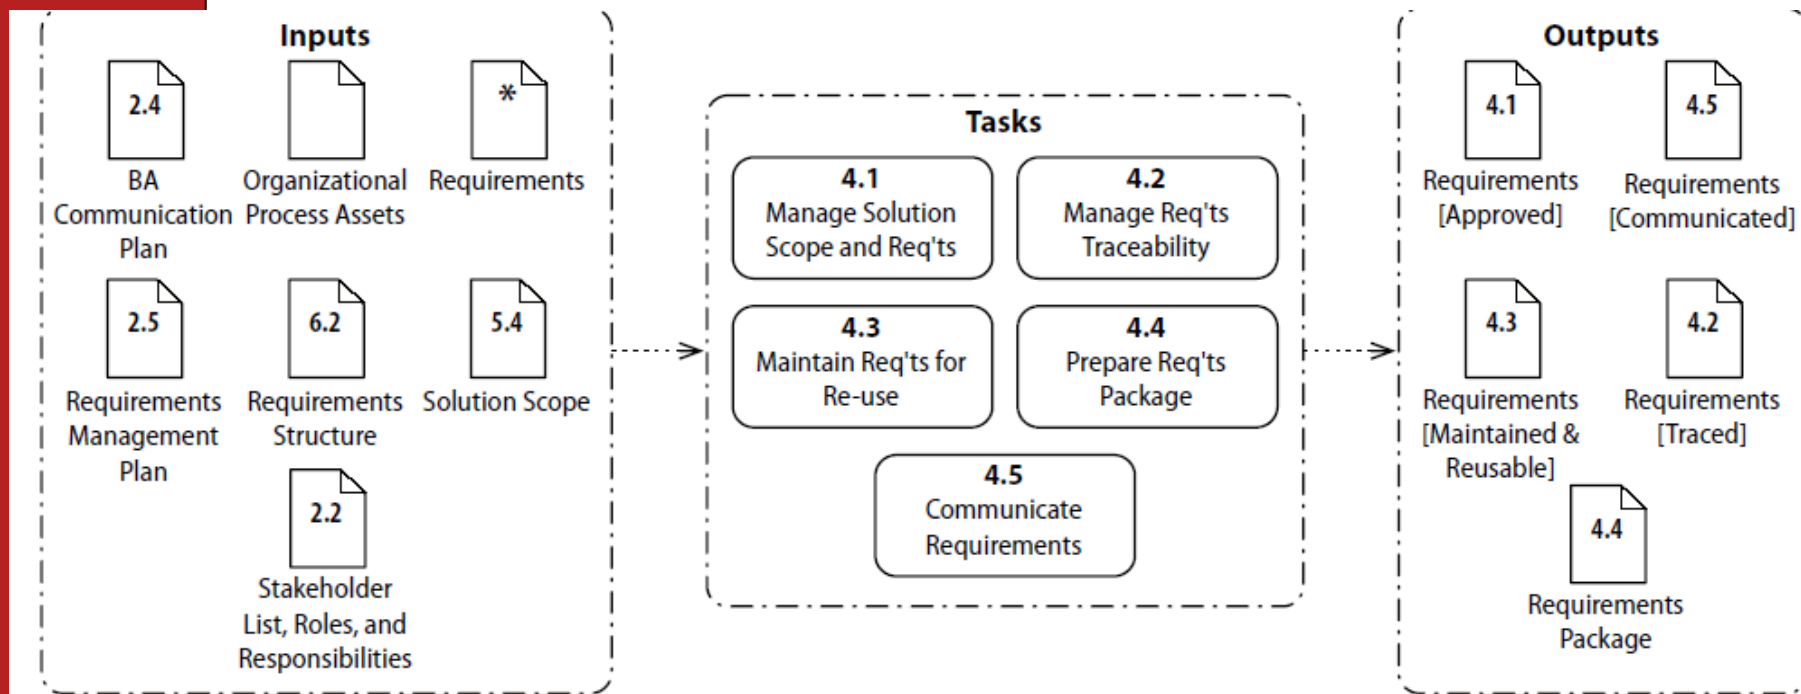 Inputs
2.4
BA
Communication
Plan
Organizational
Process Assets
*
Requirements
2.5
Requirements
Management
Plan
6.2
Requirements
Structure
5.4
Solution Scope
2.2
Stakeholder
List, Roles, and
Responsibilities
Tasks
4.1
Manage Solution
Scope and Req'ts
4.2
Manage Req'ts
Traceability
4.3
Maintain Req'ts for
Re-use
4.4
Prepare Req'ts
Package
4.5
Communicate
Requirements
Outputs
4.1
Requirements
[Approved]
4.5
Requirements
[Communicated]
4.3
Requirements
[Maintained &
Reusable]
4.2
Requirements
[Traced]
4.4
Requirements
Package